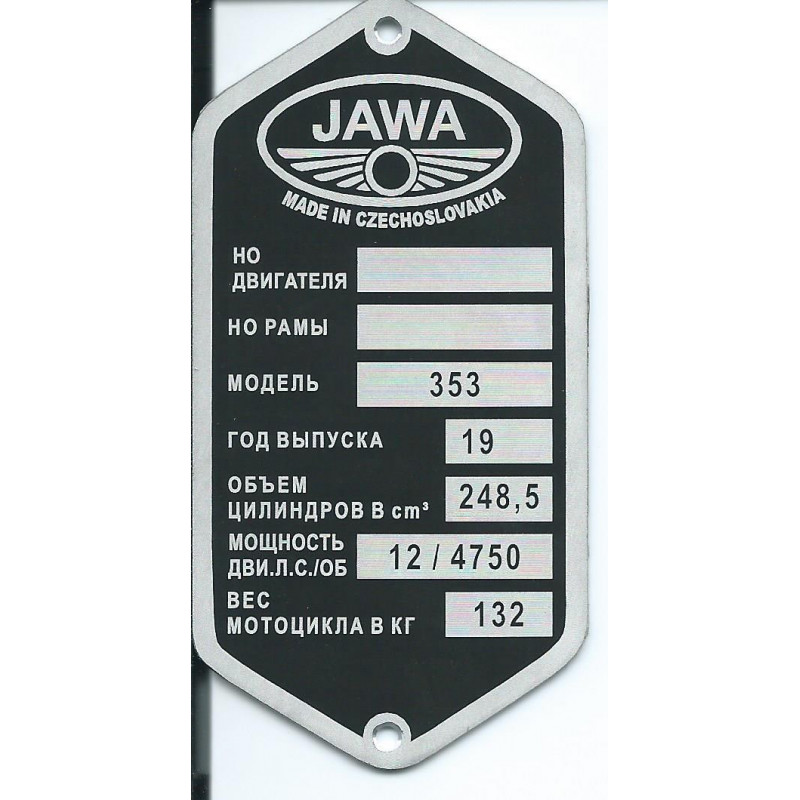 JAWA
MADE IN CZECHOSLOVAKIA
НО
ДВИГАТЕЛЯ
НО РАМЫ
МОДЕЛЬ 353
ГОД ВЫПУСКА 19
ОБЪЕМ
ЦИЛИНДРОВ В cm³ 248,5
МОЩНОСТЬ
ДВИ.Л.С./ОБ 12 / 4750
ВЕС
МОТОЦИКЛА В КГ 132